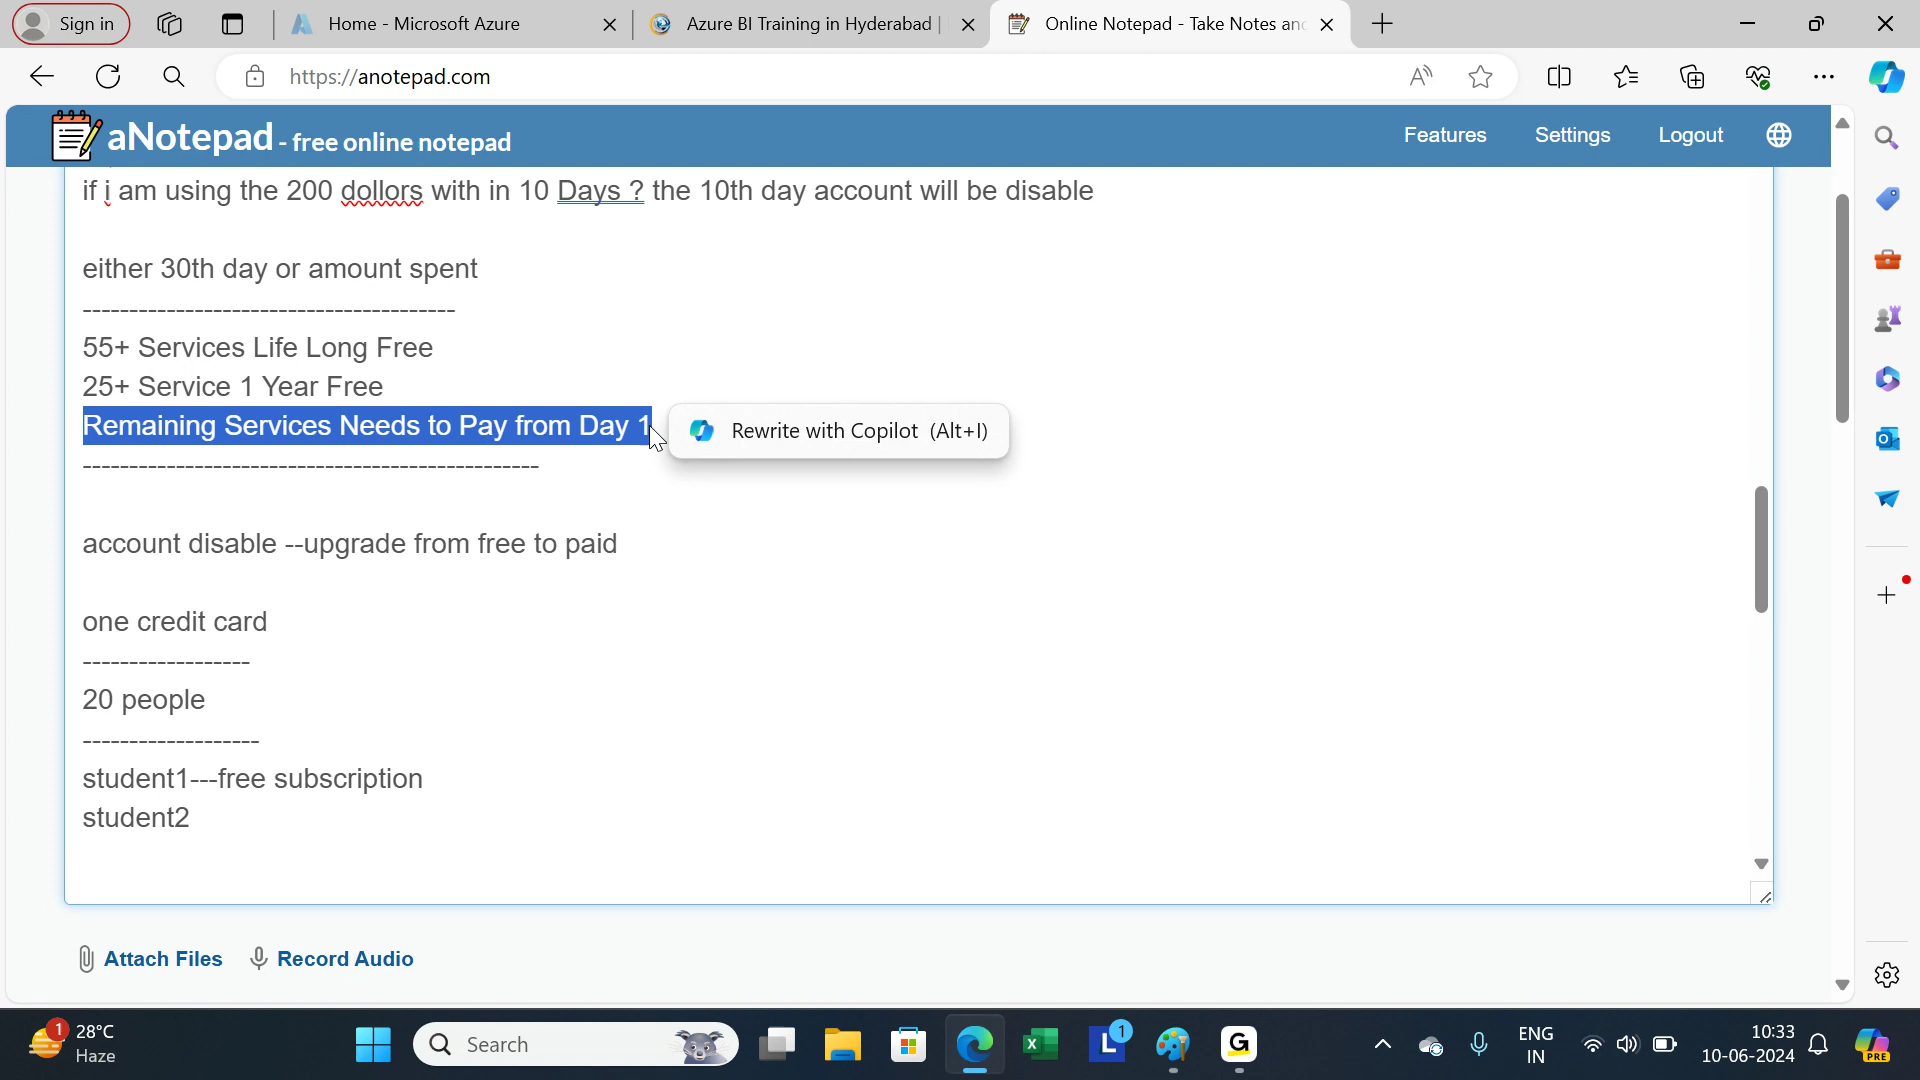 Sign in
Home - Microsoft Azure
Azure BI Training in Hyderabad |
Online Notepad - Take Notes an
https://anotepad.com
aNotepad - free online notepad
Features
Settings
Logout
if i am using the 200 dollors with in 10 Days ? the 10th day account will be disable
either 30th day or amount spent
----------------------------------------
55+ Services Life Long Free
25+ Service 1 Year Free
Remaining Services Needs to Pay from Day 1
Rewrite with Copilot (Alt+I)
-------------------------------------------------
account disable --upgrade from free to paid
one credit card
------------------
20 people
-------------------
student1---free subscription
student2
Attach Files
Record Audio
1
28°C
Haze
Search
1
ENG
IN
10:33
10-06-2024
PRE